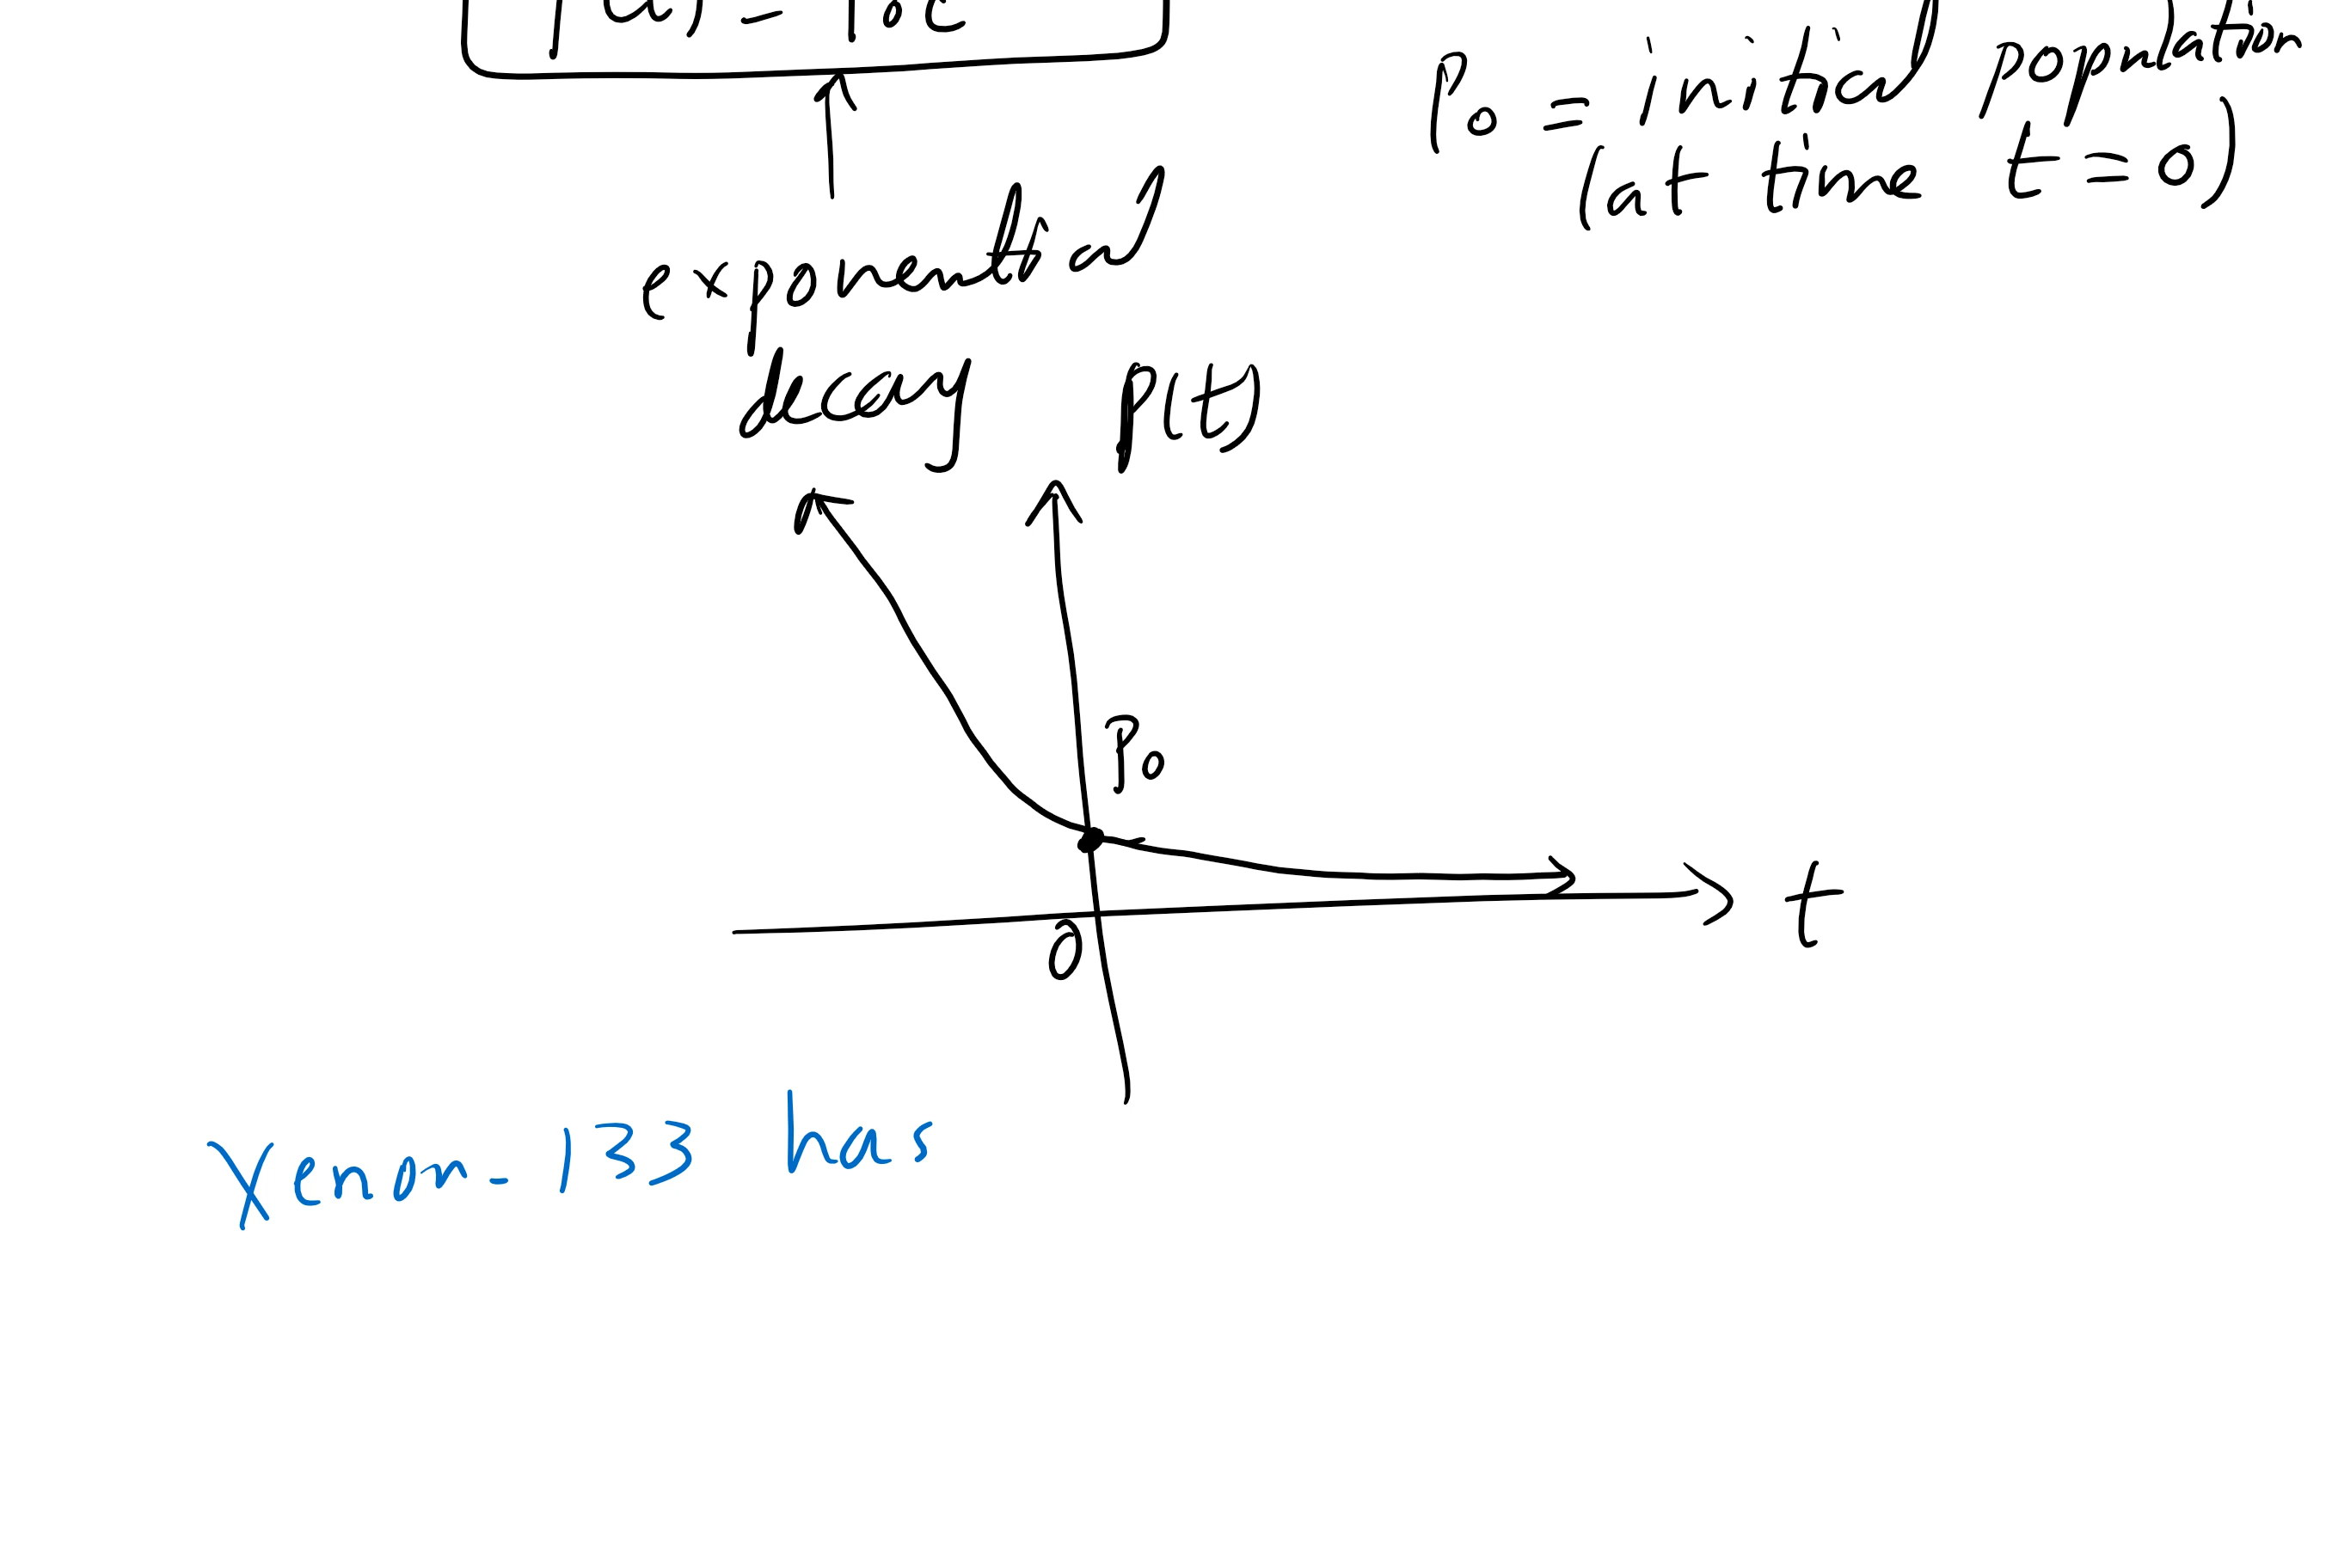 P₀ = initial population
(at time t = 0)
exponential
decay
P(t)
P₀
t
0
Xenon-133 has